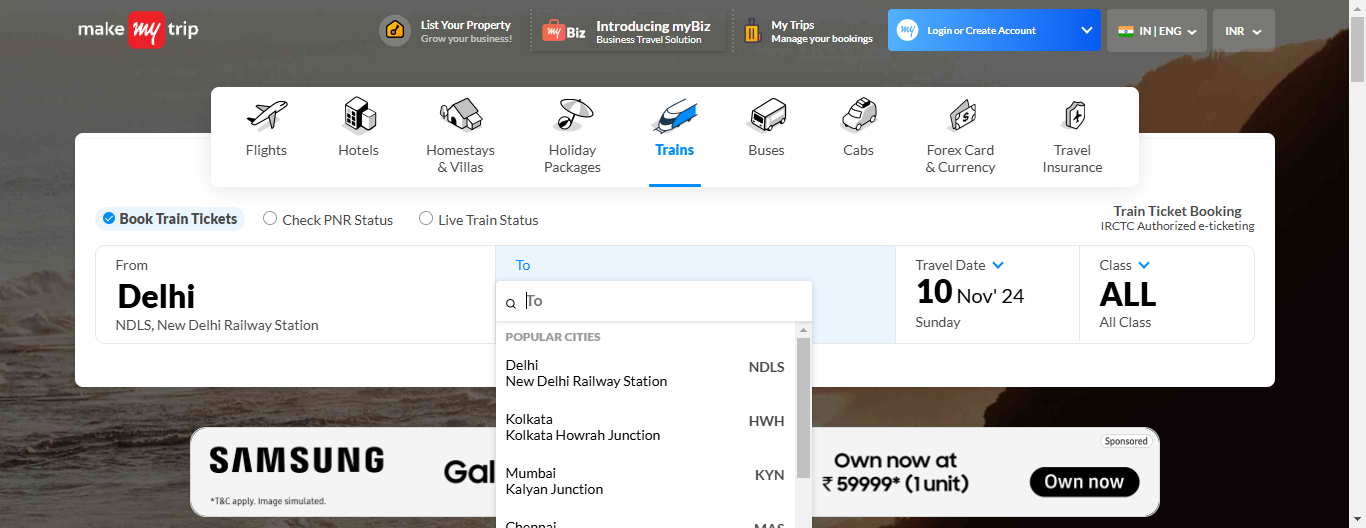 make my trip
List Your Property
Grow your business!
my Biz
Introducing myBiz
Business Travel Solution
My Trips
Manage your bookings
my
Login or Create Account
IN | ENG
INR
Flights
Hotels
Homestays
& Villas
Holiday
Packages
Trains
Buses
Cabs
Forex Card
& Currency
Travel
Insurance
Book Train Tickets
Check PNR Status
Live Train Status
Train Ticket Booking
IRCTC Authorized e-ticketing
From
Delhi
NDLS, New Delhi Railway Station
To
To
POPULAR CITIES
Delhi NDLS
New Delhi Railway Station
Kolkata HWH
Kolkata Howrah Junction
Mumbai KYN
Kalyan Junction
Chennai MAS
Travel Date
10 Nov' 24
Sunday
Class
ALL
All Class
SAMSUNG
*T&C apply. Image simulated.
Gal
Own now at
₹ 59999* (1 unit)
Sponsored
Own now